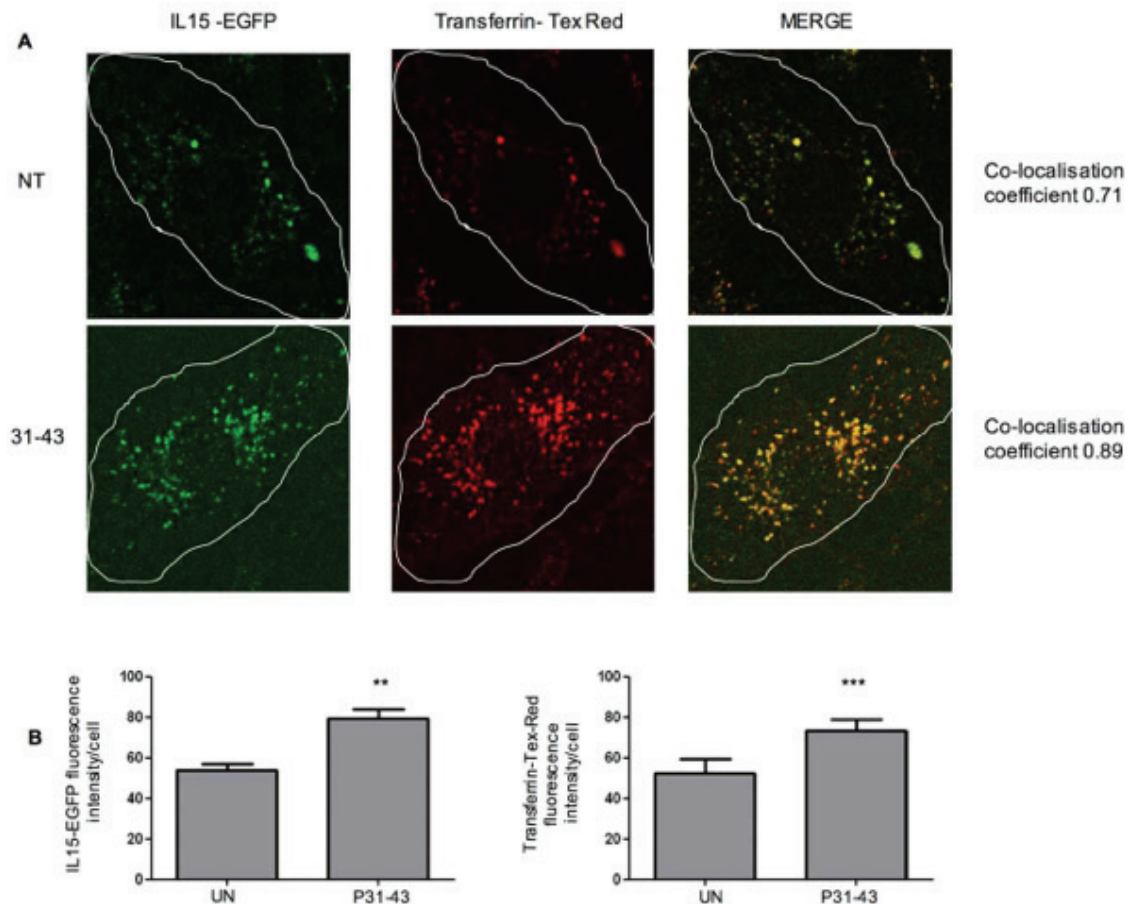 A
IL15 -EGFP
Transferrin- Tex Red
MERGE
NT
Co-localisation
coefficient 0.71
31-43
Co-localisation
coefficient 0.89
B
IL15-EGFP fluorescence
intensity/cell
100
80
60
40
20
0
**
UN
P31-43
Transferrin-Tex-Red
fluorescence
intensity/cell
100
80
60
40
20
0
***
UN
P31-43